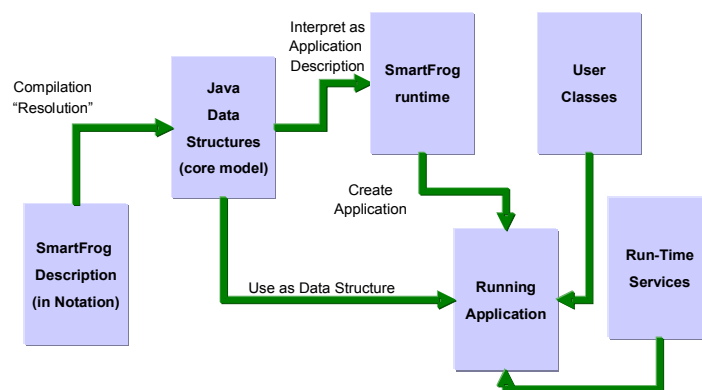 Compilation
“Resolution”
Java
Data
Structures
(core model)
Interpret as
Application
Description
SmartFrog
runtime
User
Classes
SmartFrog
Description
(in Notation)
Create
Application
Use as Data Structure
Running
Application
Run-Time
Services